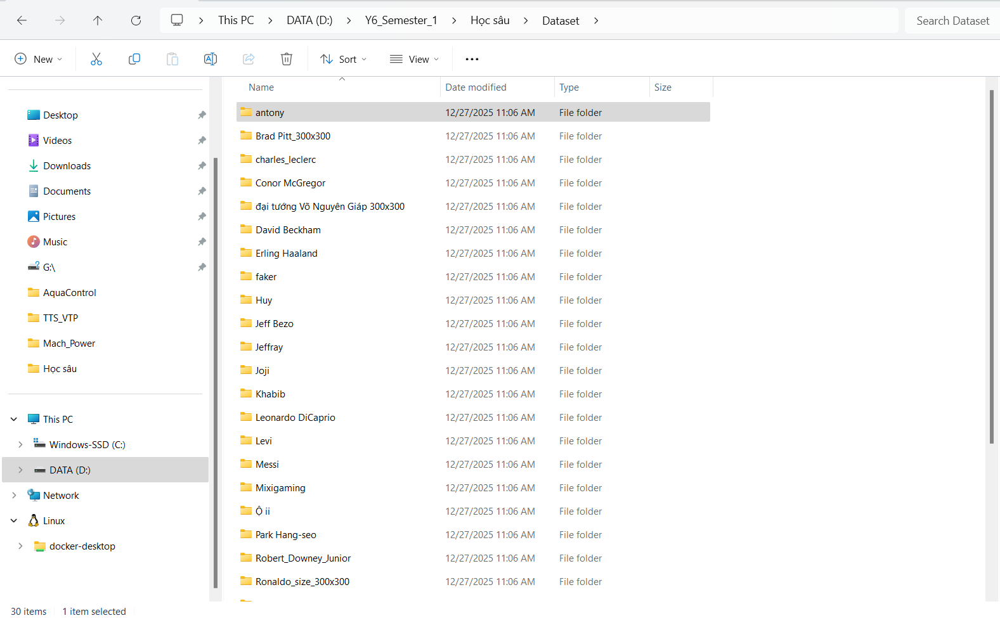 This PC > DATA (D:) > Y6_Semester_1 > Học sâu > Dataset >
Search Dataset
New
Sort
View
Name Date modified Type Size
Desktop
Videos
Downloads
Documents
Pictures
Music
G:\
AquaControl
TTS_VTP
Mach_Power
Học sâu
This PC
Windows-SSD (C:)
DATA (D:)
Network
Linux
docker-desktop
antony 12/27/2025 11:06 AM File folder
Brad Pitt_300x300 12/27/2025 11:06 AM File folder
charles_leclerc 12/27/2025 11:06 AM File folder
Conor McGregor 12/27/2025 11:06 AM File folder
đại tướng Võ Nguyên Giáp 300x300 12/27/2025 11:06 AM File folder
David Beckham 12/27/2025 11:06 AM File folder
Erling Haaland 12/27/2025 11:06 AM File folder
faker 12/27/2025 11:06 AM File folder
Huy 12/27/2025 11:06 AM File folder
Jeff Bezo 12/27/2025 11:06 AM File folder
Jeffray 12/27/2025 11:06 AM File folder
Joji 12/27/2025 11:06 AM File folder
Khabib 12/27/2025 11:06 AM File folder
Leonardo DiCaprio 12/27/2025 11:06 AM File folder
Levi 12/27/2025 11:06 AM File folder
Messi 12/27/2025 11:06 AM File folder
Mixigaming 12/27/2025 11:06 AM File folder
Ộ ii 12/27/2025 11:06 AM File folder
Park Hang-seo 12/27/2025 11:06 AM File folder
Robert_Downey_Junior 12/27/2025 11:06 AM File folder
Ronaldo_size_300x300 12/27/2025 11:06 AM File folder
30 items 1 item selected